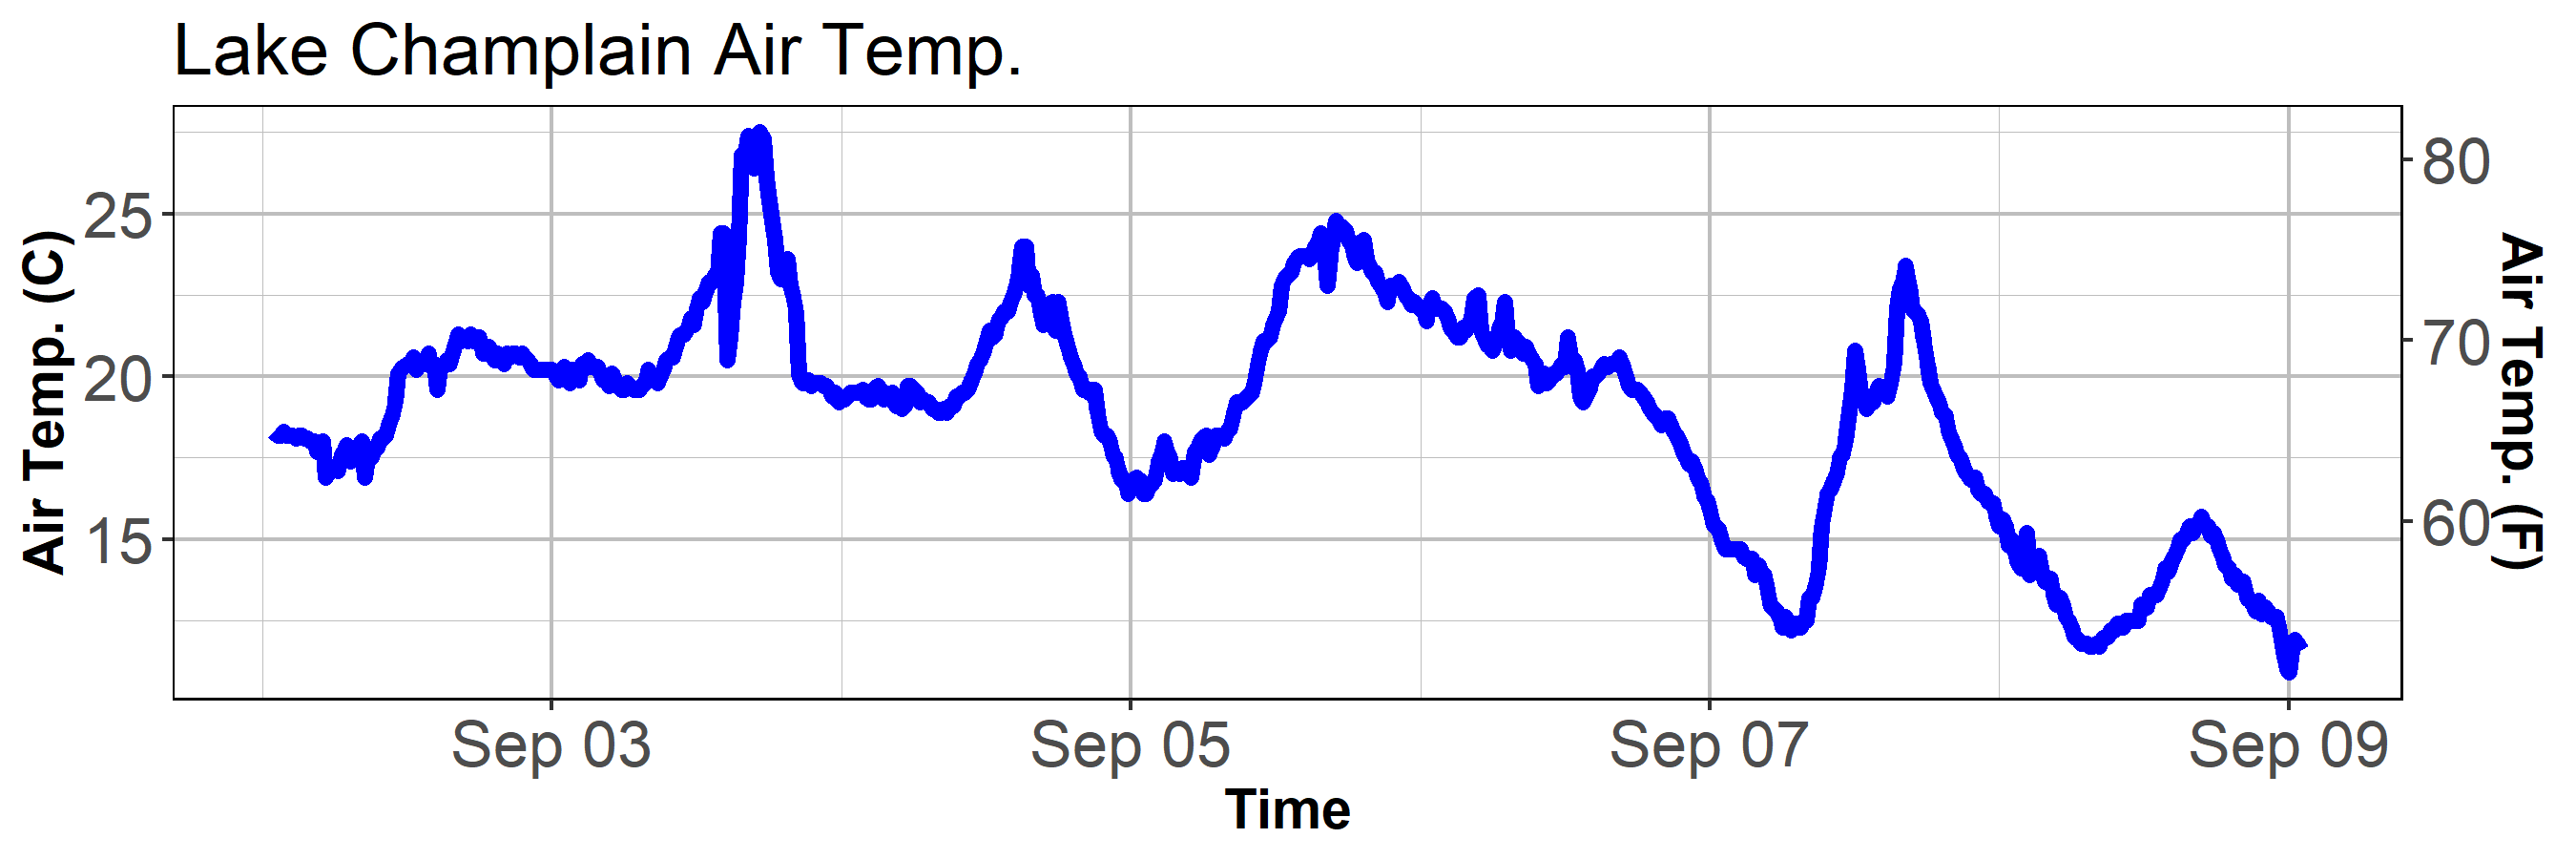 Lake Champlain Air Temp.
Air Temp. (C)
25
20
15
80
70
60
Air Temp. (F)
Sep 03 Sep 05 Sep 07 Sep 09
Time